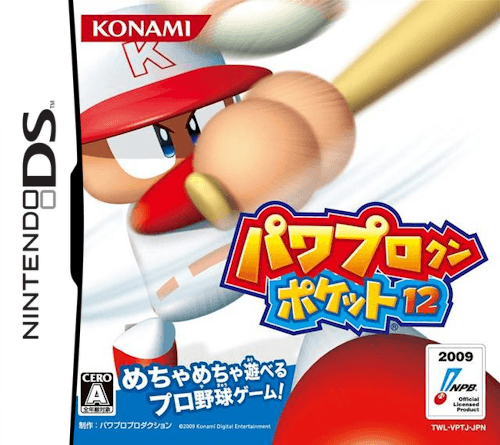 KONAMI
K
NINTENDO DS™
パワプロクン
ポケット12
®
めちゃめちゃ遊べる
プロ野球ゲーム!
CERO
A
全年齢対象
制作:パワプロプロダクション
©2009 Konami Digital Entertainment
2009
NPB
Official
Licensed
Product
TWL-VPTJ-JPN